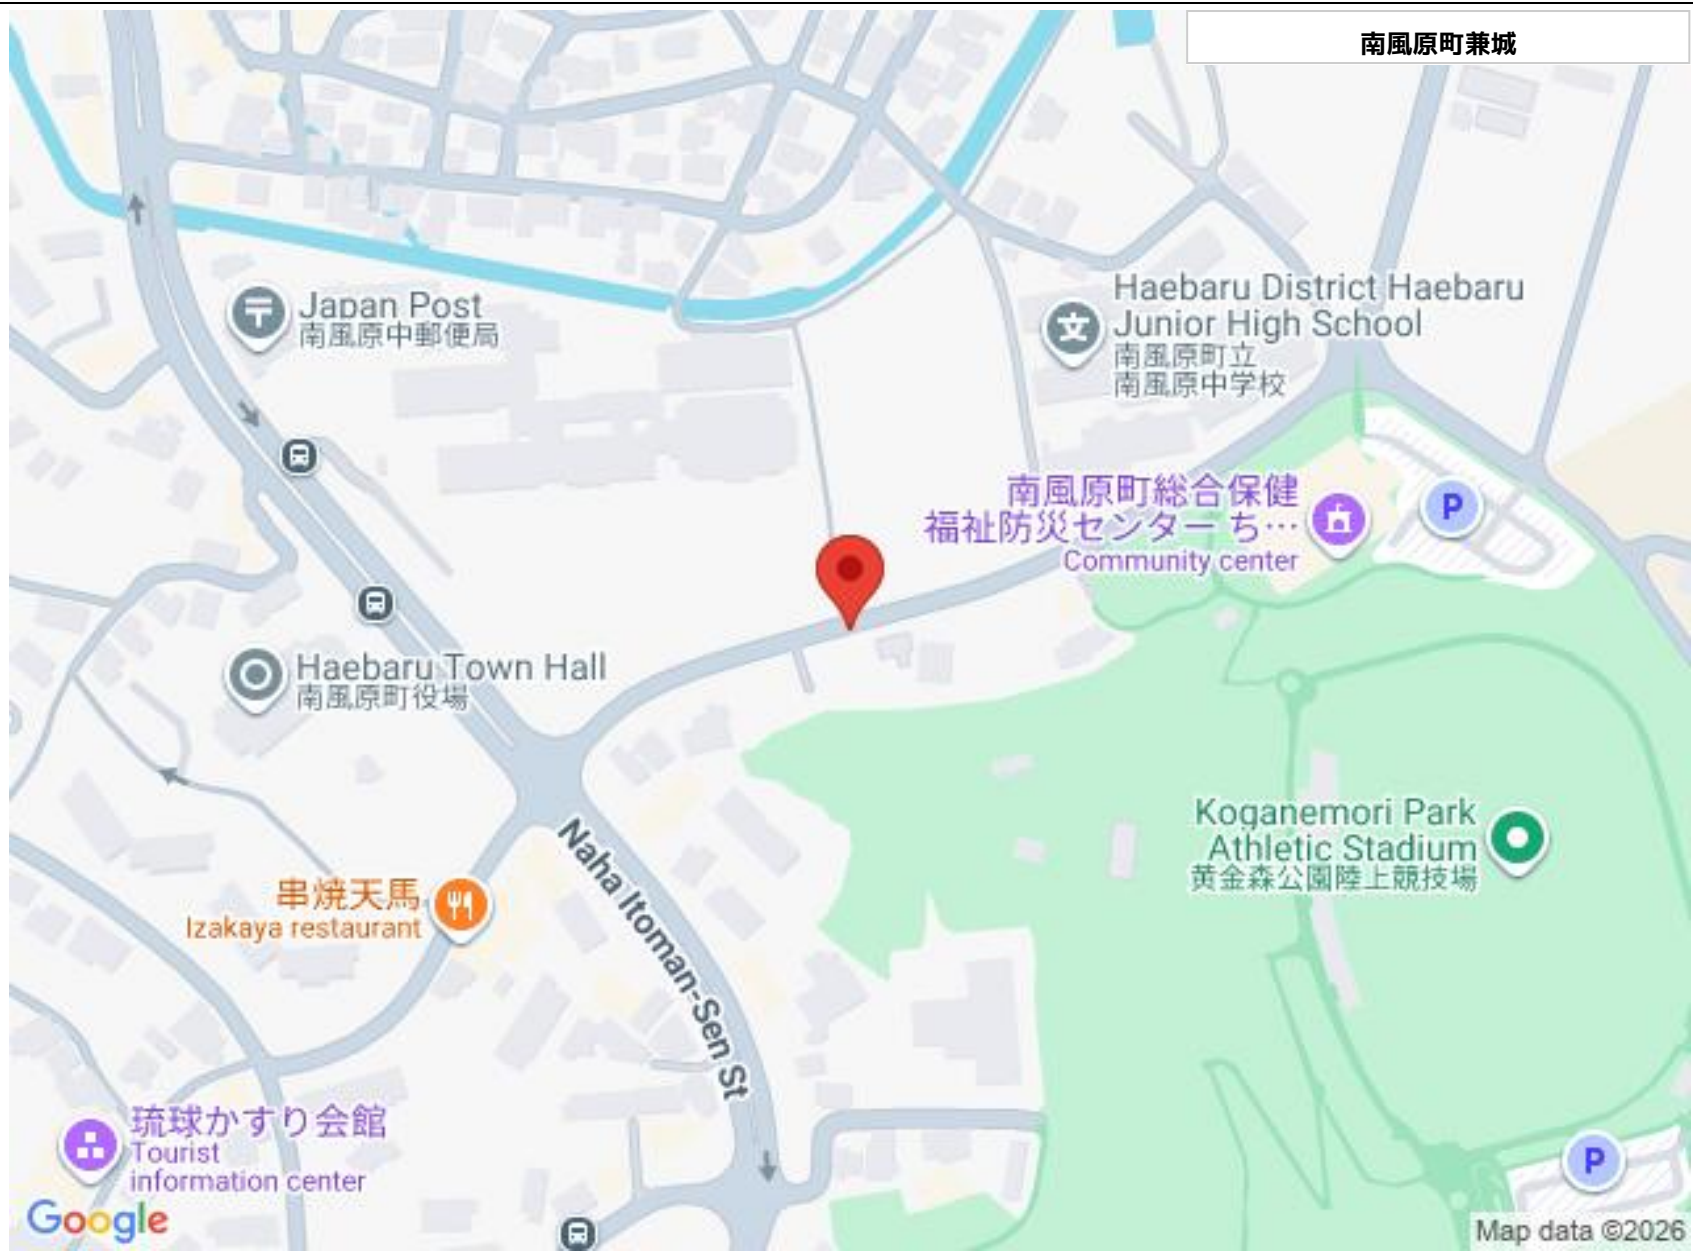 南風原町兼城
Japan Post
南風原中郵便局
Haebaru District Haebaru
Junior High School
南風原町立
南風原中学校
南風原町総合保健
福祉防災センター ち…
Community center
P
Haebaru Town Hall
南風原町役場
Koganemori Park
Athletic Stadium
黄金森公園陸上競技場
串焼天馬
Izakaya restaurant
Naha Itoman-Sen St
琉球かすり会館
Tourist
information center
P
Google
Map data ©2026